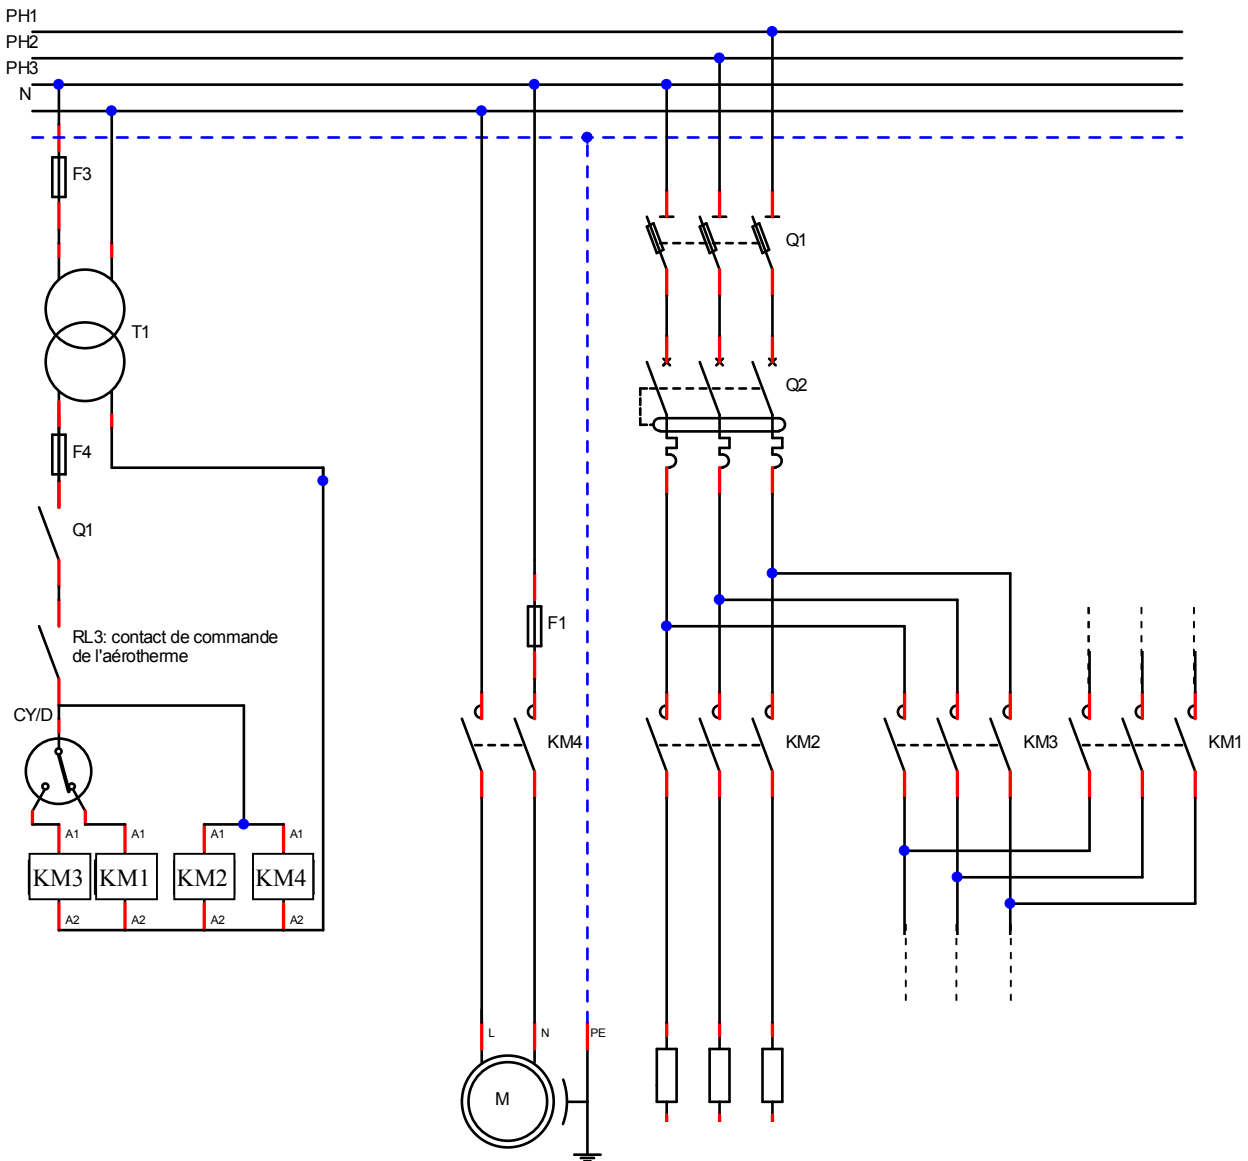 PH1
PH2
PH3
N
F3
Q1
T1
Q2
F4
Q1
F1
RL3: contact de commande
de l'aérotherme
CY/D
KM4
KM2
KM3
KM1
A1
A1
A1
A1
KM3
KM1
KM2
KM4
A2
A2
A2
A2
L
N
PE
M